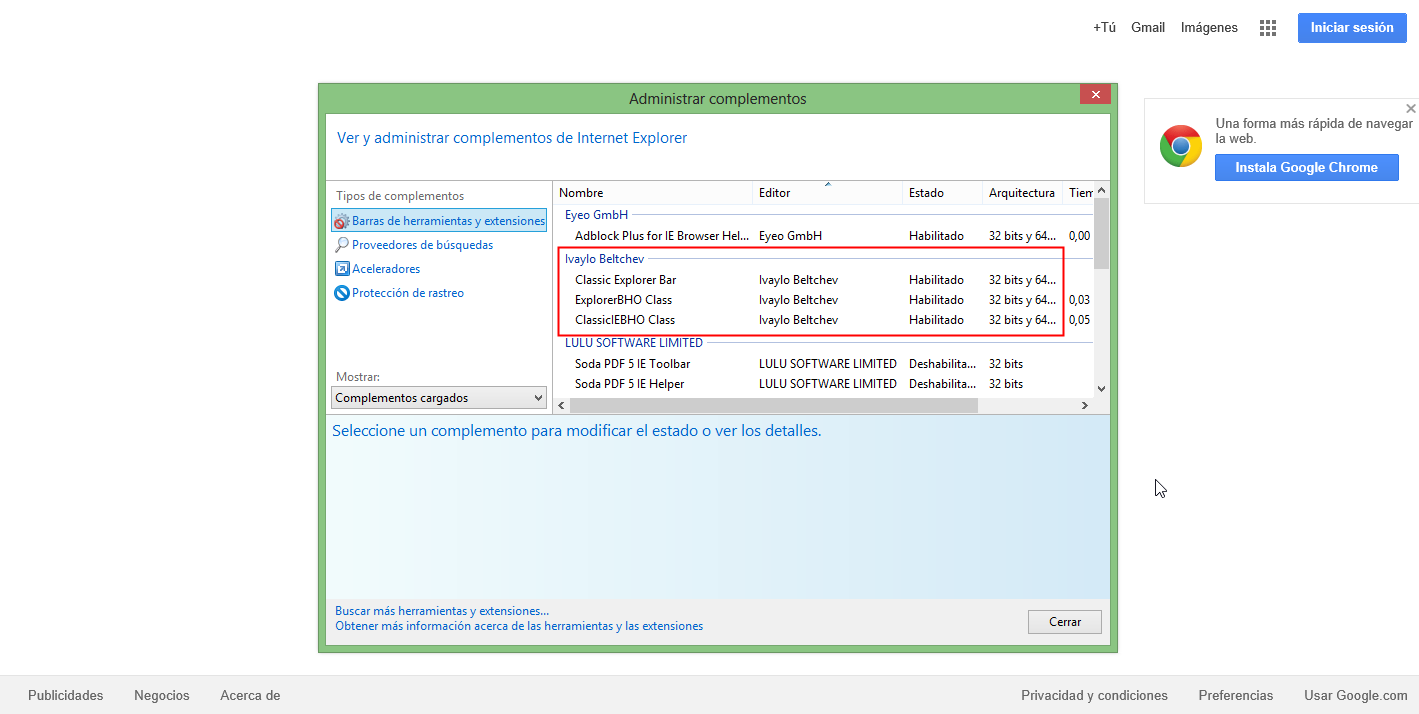 +Tú Gmail Imágenes Iniciar sesión
Administrar complementos
Una forma más rápida de navegar
la web.
Instala Google Chrome
Ver y administrar complementos de Internet Explorer
Tipos de complementos
Barras de herramientas y extensiones
Proveedores de búsquedas
Aceleradores
Protección de rastreo
Mostrar:
Complementos cargados
Nombre Editor Estado Arquitectura Tiem
Eyeo GmbH
Adblock Plus for IE Browser Hel... Eyeo GmbH Habilitado 32 bits y 64... 0,00
Ivaylo Beltchev
Classic Explorer Bar Ivaylo Beltchev Habilitado 32 bits y 64...
ExplorerBHO Class Ivaylo Beltchev Habilitado 32 bits y 64... 0,03
ClassicIEBHO Class Ivaylo Beltchev Habilitado 32 bits y 64... 0,05
LULU SOFTWARE LIMITED
Soda PDF 5 IE Toolbar LULU SOFTWARE LIMITED Deshabilita... 32 bits
Soda PDF 5 IE Helper LULU SOFTWARE LIMITED Deshabilita... 32 bits
Seleccione un complemento para modificar el estado o ver los detalles.
Buscar más herramientas y extensiones...
Obtener más información acerca de las herramientas y las extensiones
Cerrar
Publicidades Negocios Acerca de Privacidad y condiciones Preferencias Usar Google.com